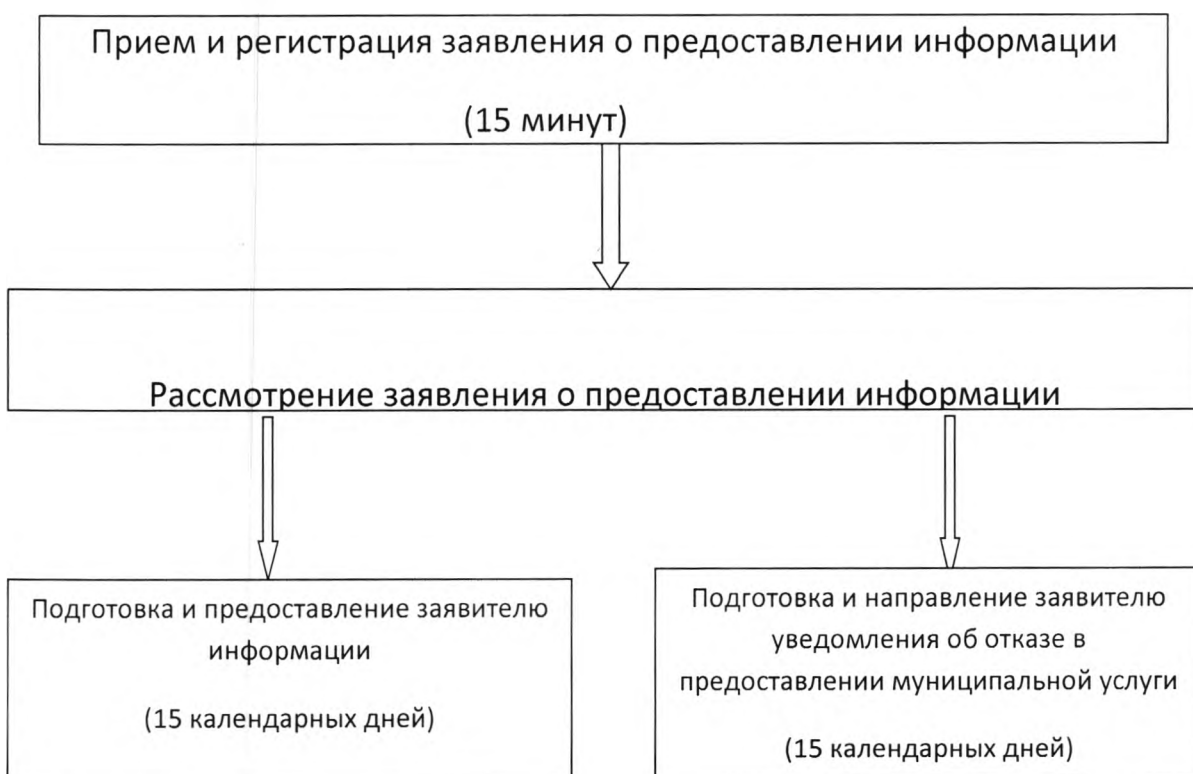 Прием и регистрация заявления о предоставлении информации
(15 минут)
Рассмотрение заявления о предоставлении информации
Подготовка и предоставление заявителю
информации
(15 календарных дней)
Подготовка и направление заявителю
уведомления об отказе в
предоставлении муниципальной услуги
(15 календарных дней)